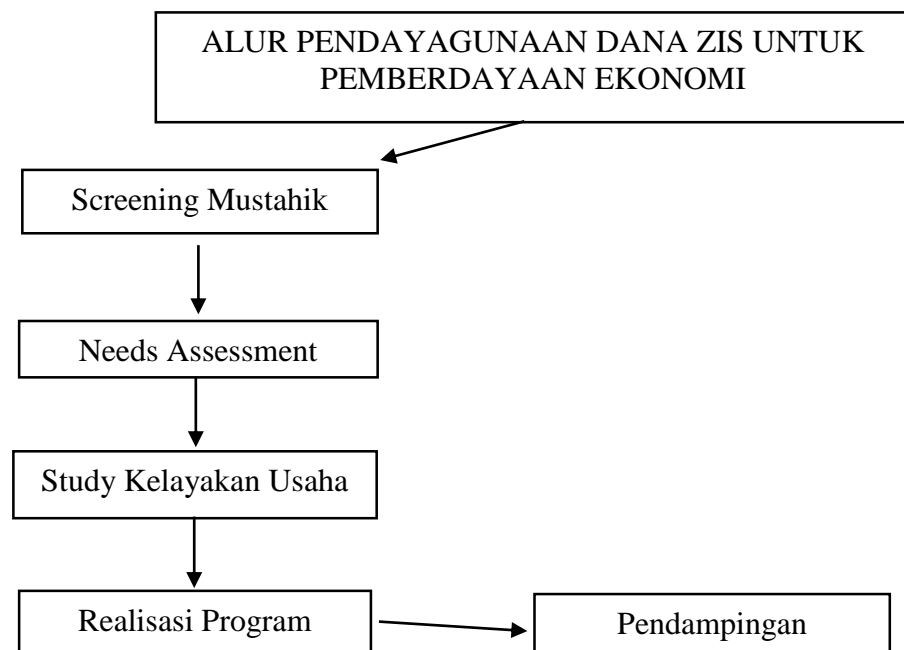 ALUR PENDAYAGUNAAN DANA ZIS UNTUK
PEMBERDAYAAN EKONOMI
Screening Mustahik
Needs Assessment
Study Kelayakan Usaha
Realisasi Program
Pendampingan